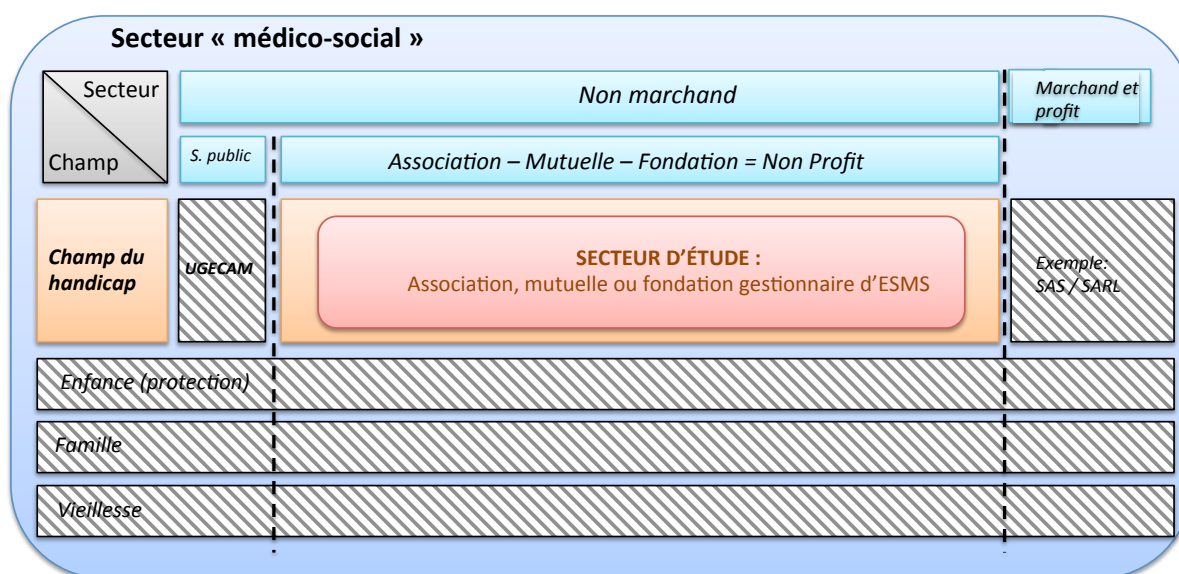 Secteur « médico-social »
Secteur
Champ
Non marchand
Marchand et
profit
S. public
Association – Mutuelle – Fondation = Non Profit
Champ du
handicap
UGECAM
SECTEUR D’ÉTUDE :
Association, mutuelle ou fondation gestionnaire d’ESMS
Exemple:
SAS / SARL
Enfance (protection)
Famille
Vieillesse